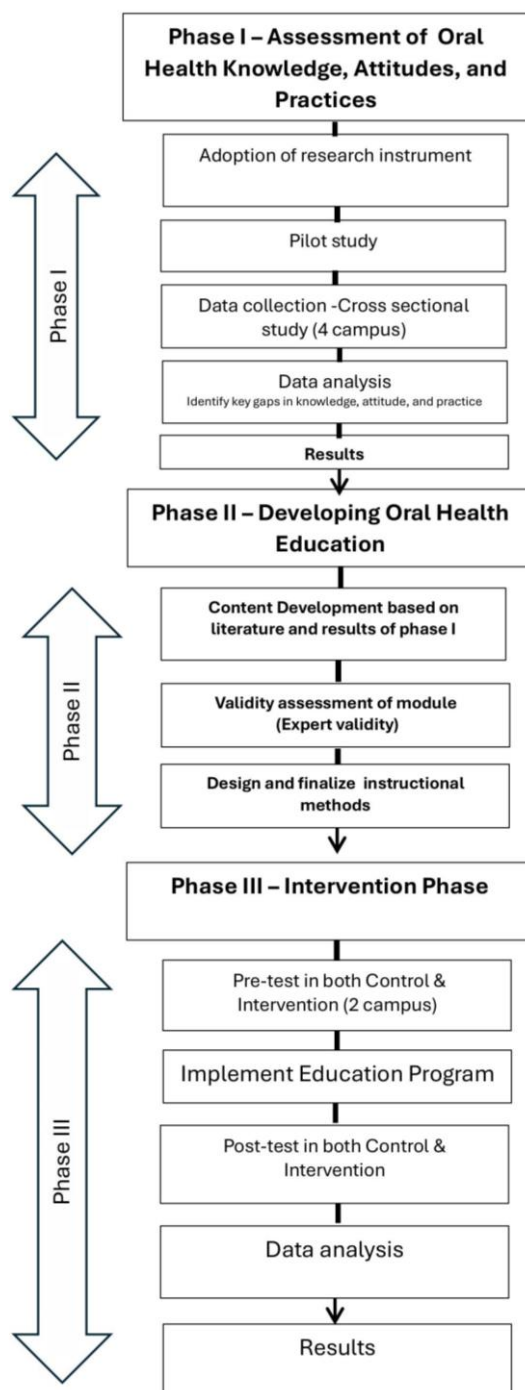 Phase I – Assessment of Oral
Health Knowledge, Attitudes, and
Practices
Adoption of research instrument
Pilot study
Data collection -Cross sectional
study (4 campus)
Data analysis
Identify key gaps in knowledge, attitude, and practice
Results
Phase I
Phase II – Developing Oral Health
Education
Content Development based on
literature and results of phase I
Validity assessment of module
(Expert validity)
Design and finalize instructional
methods
Phase II
Phase III – Intervention Phase
Pre-test in both Control &
Intervention (2 campus)
Implement Education Program
Post-test in both Control &
Intervention
Data analysis
Results
Phase III